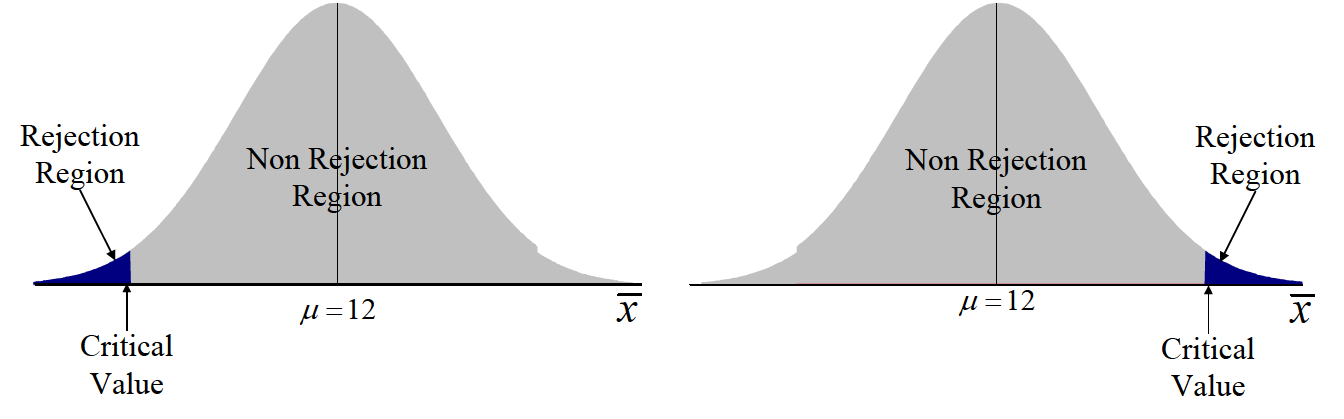 Rejection
Region
Non Rejection
Region
μ = 12
x̅
Critical
Value
Non Rejection
Region
Rejection
Region
μ = 12
x̅
Critical
Value